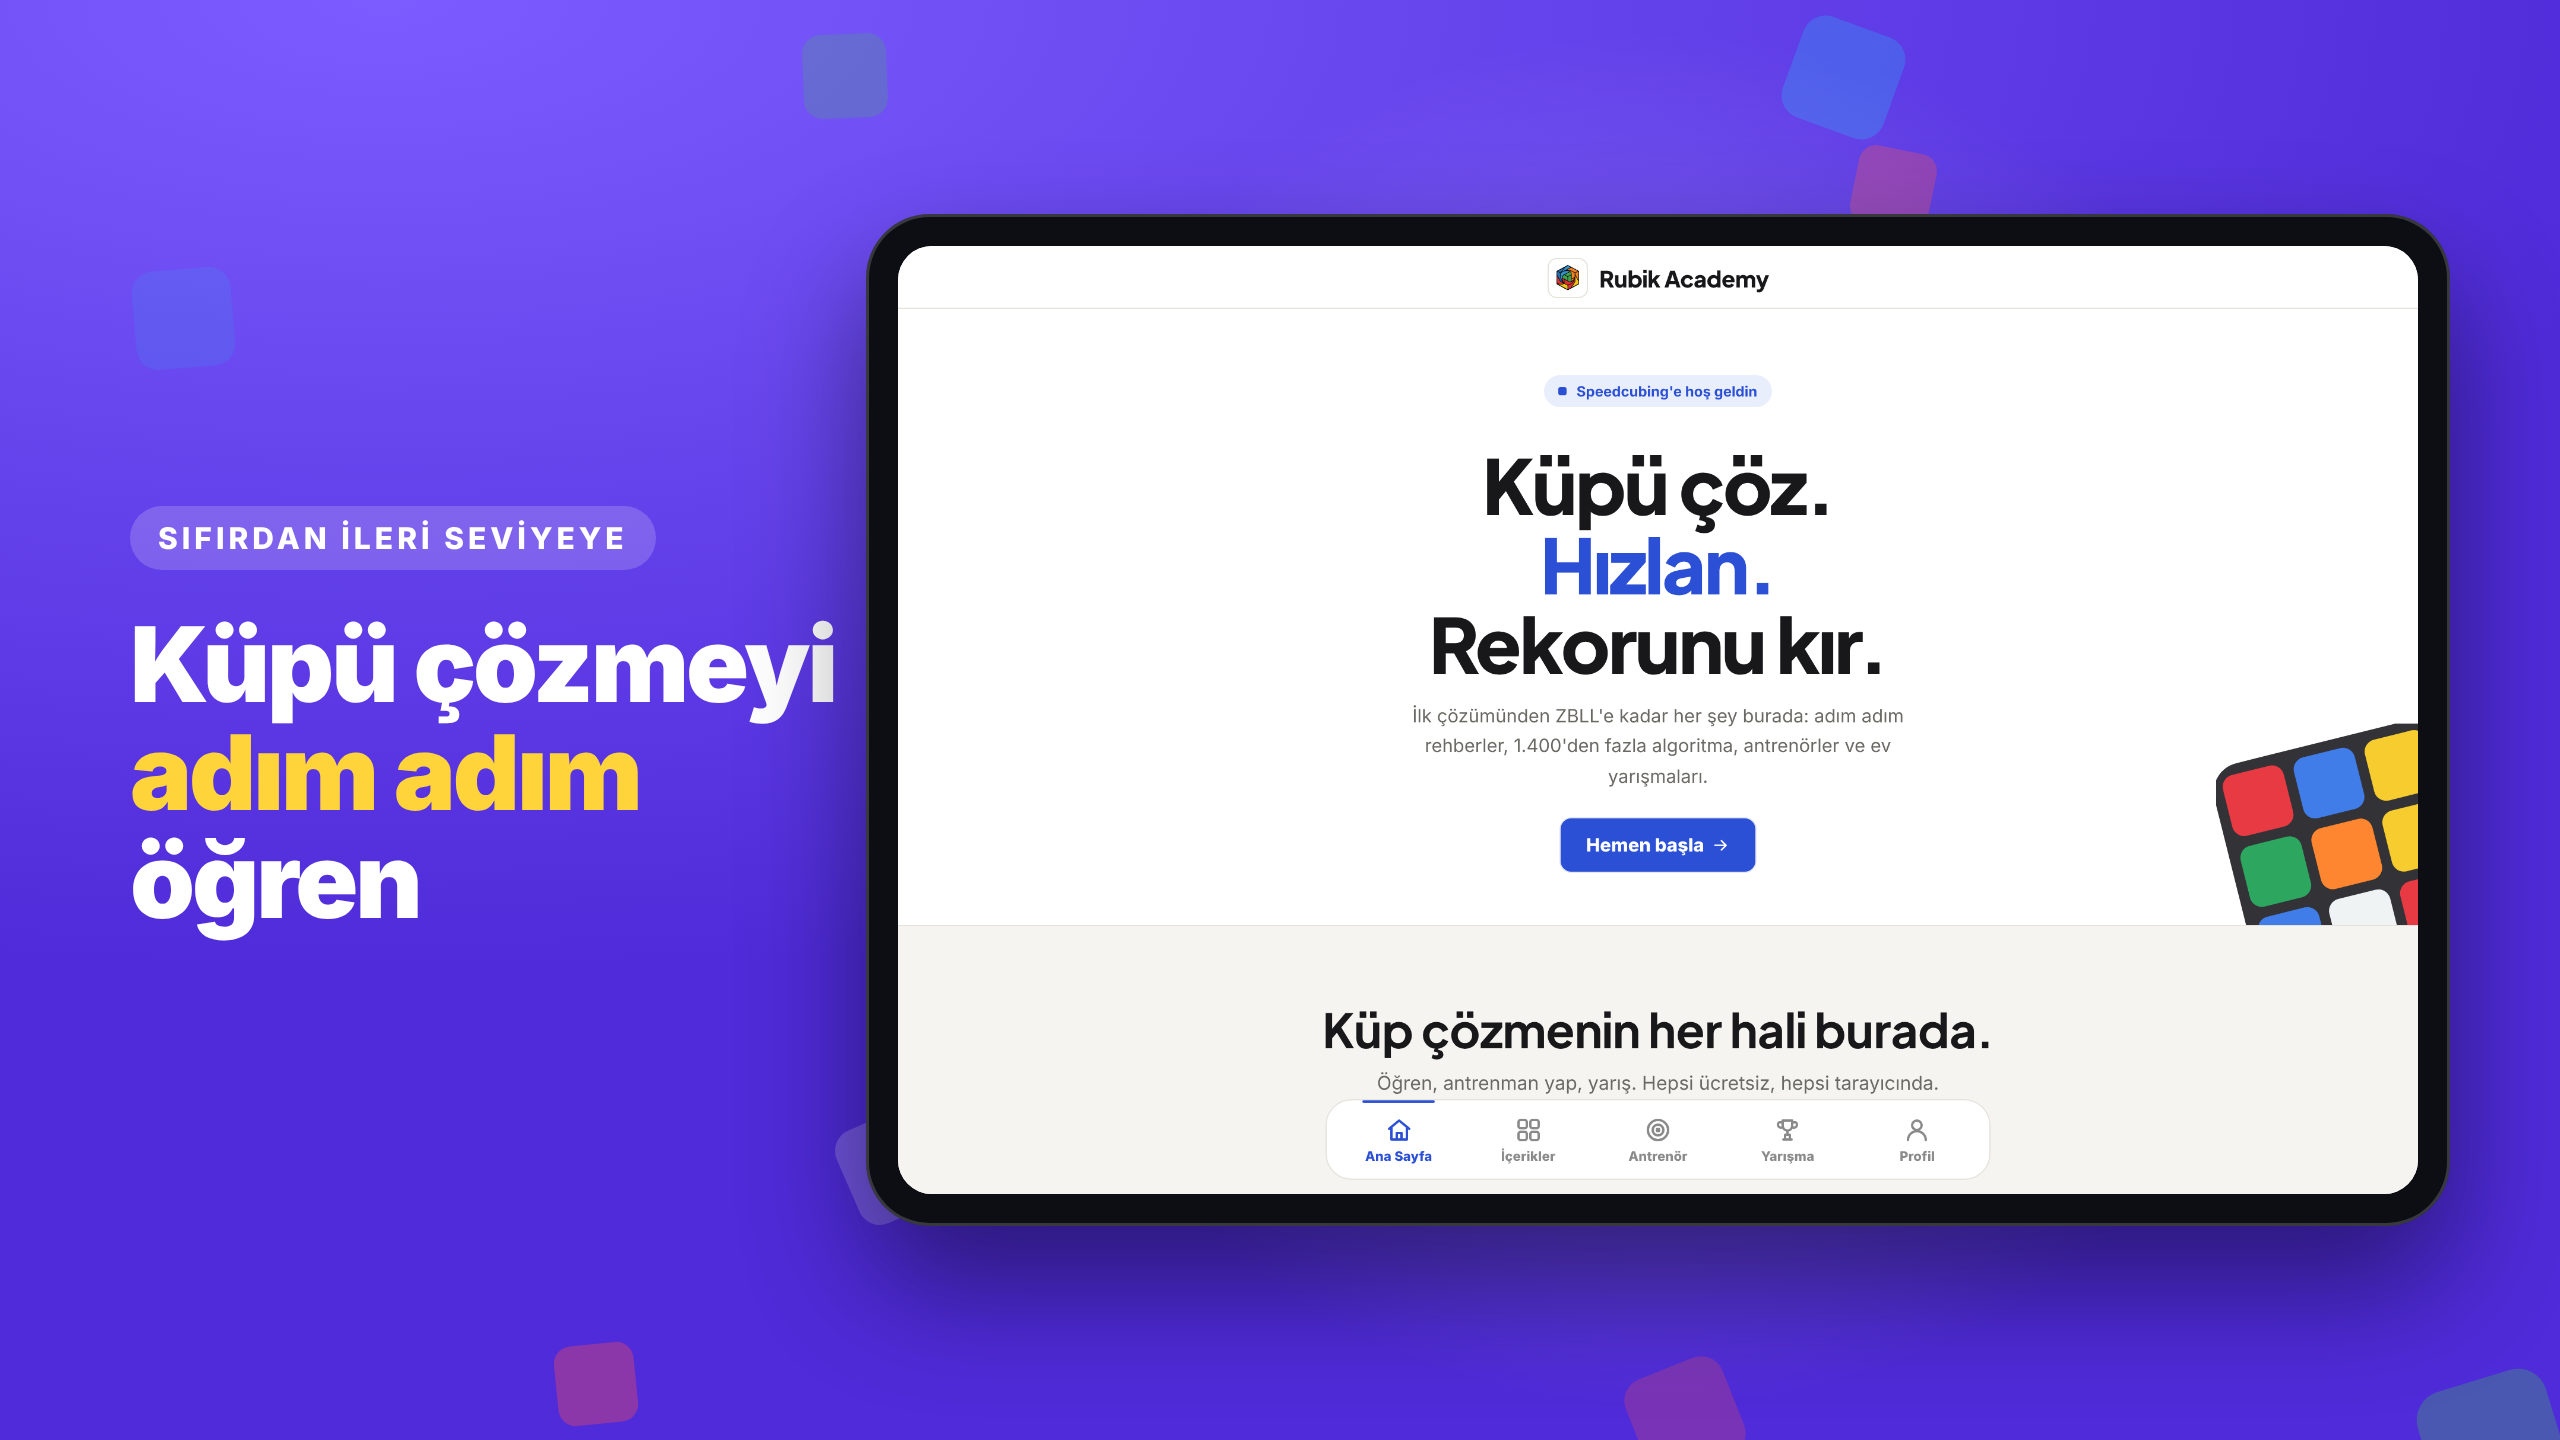 SIFIRDAN İLERİ SEVİYEYE
Küpü çözmeyi
adım adım
öğren
Rubik Academy
Speedcubing'e hoş geldin
Küpü çöz.
Hızlan.
Rekorunu kır.
İlk çözümünden ZBLL'e kadar her şey burada: adım adım
rehberler, 1.400'den fazla algoritma, antrenörler ve ev
yarışmaları.
Hemen başla →
Küp çözmenin her hali burada.
Öğren, antrenman yap, yarış. Hepsi ücretsiz, hepsi tarayıcında.
Ana Sayfa İçerikler Antrenör Yarışma Profil